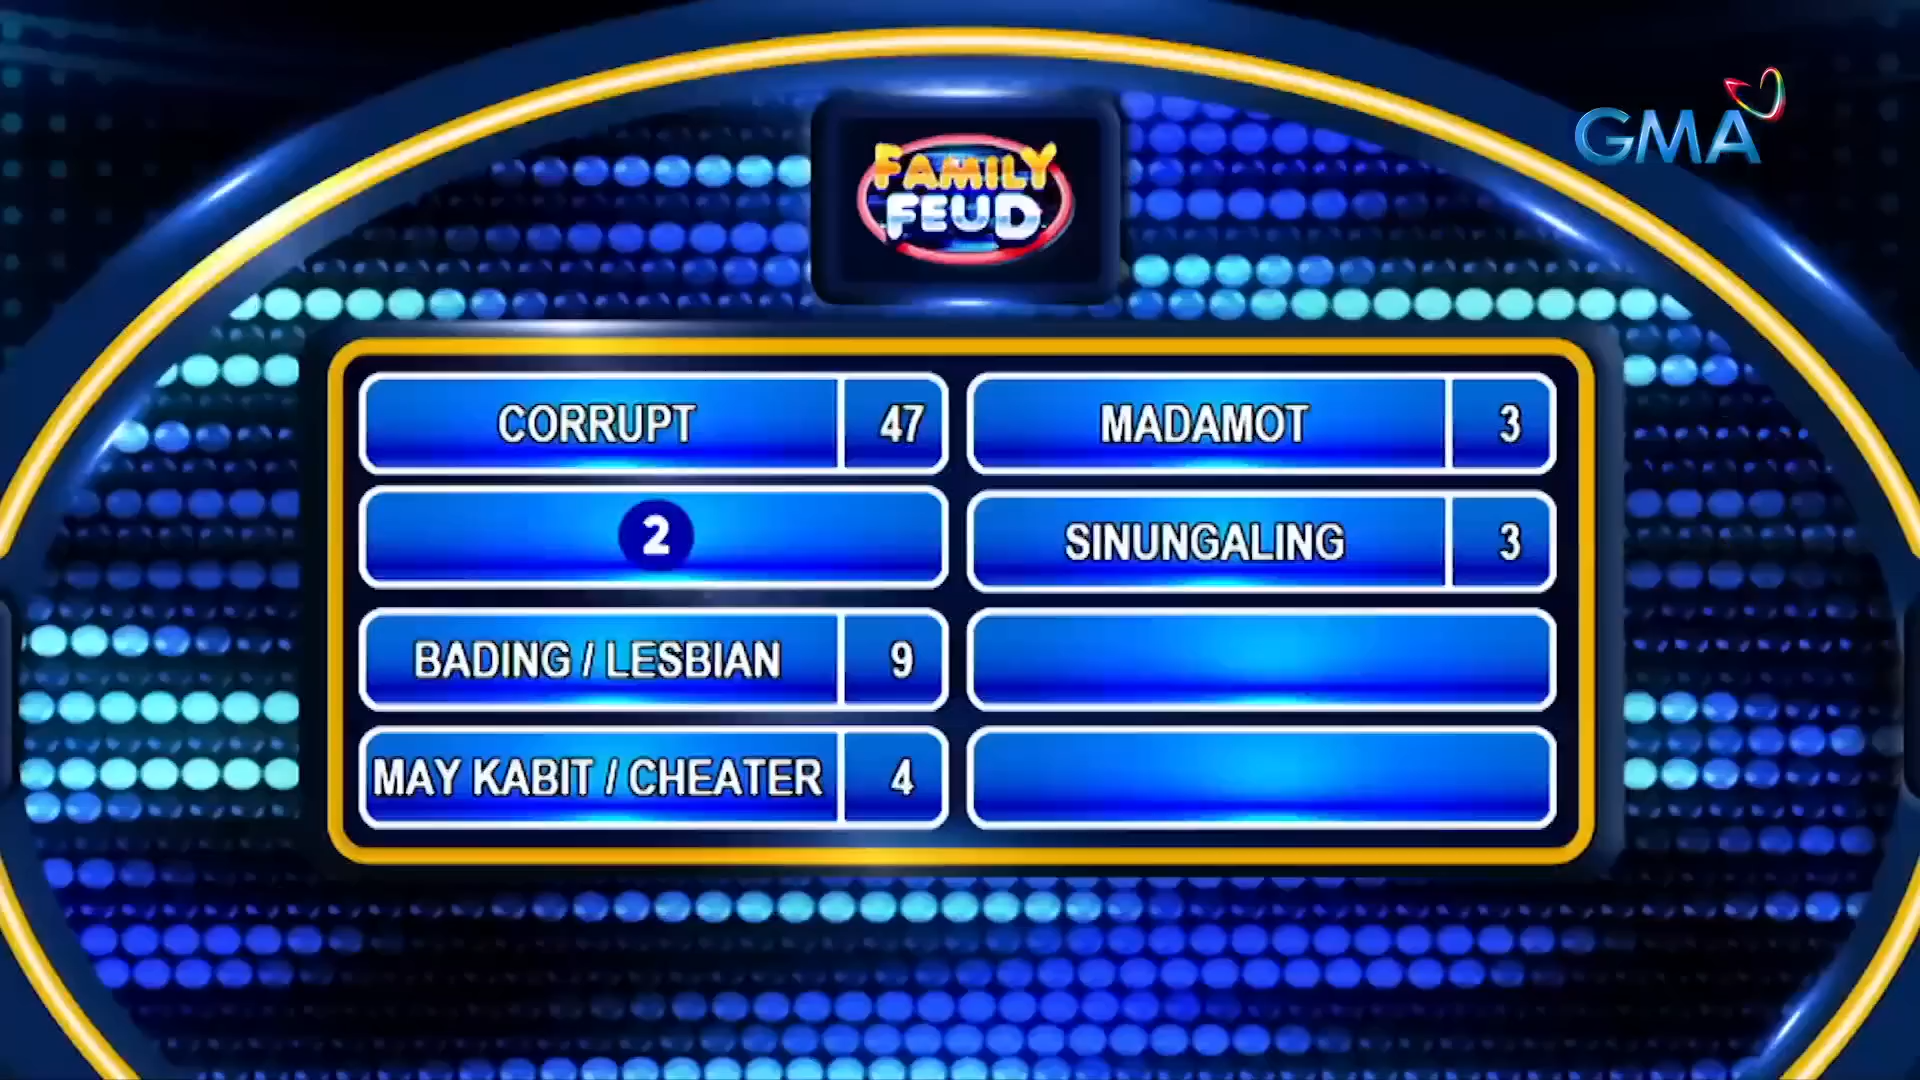 GMA
FAMILY
FEUD
CORRUPT 47
2
BADING / LESBIAN 9
MAY KABIT / CHEATER 4
MADAMOT 3
SINUNGALING 3